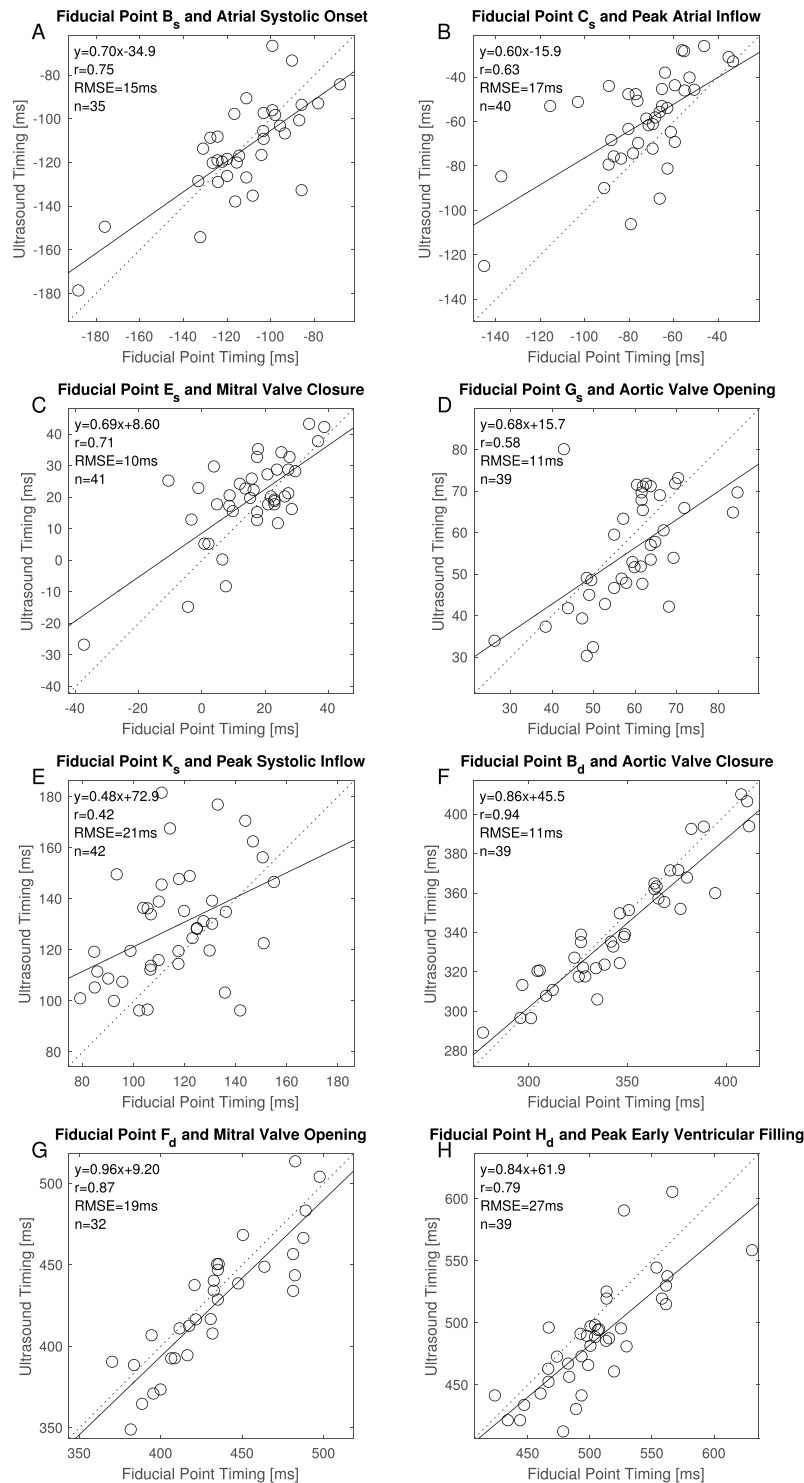 Fiducial Point Bs and Atrial Systolic Onset
A
y=0.70x-34.9
r=0.75
RMSE=15ms
n=35
Ultrasound Timing [ms]
-80
-100
-120
-140
-160
-180
-180 -160 -140 -120 -100 -80
Fiducial Point Timing [ms]
Fiducial Point Cs and Peak Atrial Inflow
B
y=0.60x-15.9
r=0.63
RMSE=17ms
n=40
Ultrasound Timing [ms]
-40
-60
-80
-100
-120
-140
-140 -120 -100 -80 -60 -40
Fiducial Point Timing [ms]
Fiducial Point Es and Mitral Valve Closure
C
y=0.69x+8.60
r=0.71
RMSE=10ms
n=41
Ultrasound Timing [ms]
40
30
20
10
0
-10
-20
-30
-40
-40 -20 0 20 40
Fiducial Point Timing [ms]
Fiducial Point Gs and Aortic Valve Opening
D
y=0.68x+15.7
r=0.58
RMSE=11ms
n=39
Ultrasound Timing [ms]
80
70
60
50
40
30
30 40 50 60 70 80
Fiducial Point Timing [ms]
Fiducial Point Ks and Peak Systolic Inflow
E
y=0.48x+72.9
r=0.42
RMSE=21ms
n=42
Ultrasound Timing [ms]
180
160
140
120
100
80
80 100 120 140 160 180
Fiducial Point Timing [ms]
Fiducial Point Bd and Aortic Valve Closure
F
y=0.86x+45.5
r=0.94
RMSE=11ms
n=39
Ultrasound Timing [ms]
400
380
360
340
320
300
280
300 350 400
Fiducial Point Timing [ms]
Fiducial Point Fd and Mitral Valve Opening
G
y=0.96x+9.20
r=0.87
RMSE=19ms
n=32
Ultrasound Timing [ms]
500
450
400
350
350 400 450 500
Fiducial Point Timing [ms]
Fiducial Point Hd and Peak Early Ventricular Filling
H
y=0.84x+61.9
r=0.79
RMSE=27ms
n=39
Ultrasound Timing [ms]
600
550
500
450
450 500 550 600
Fiducial Point Timing [ms]